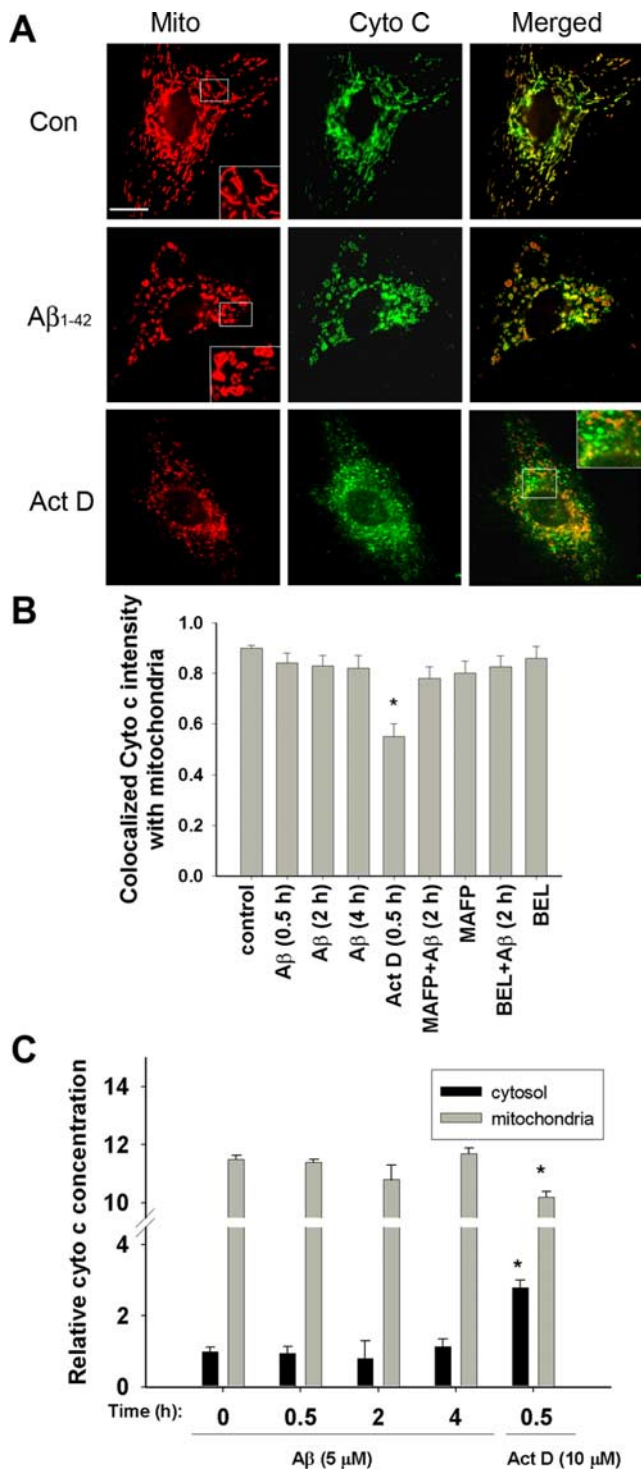 A
Mito Cyto C Merged
Con
Aβ1-42
Act D
B
Colocalized Cyto c intensity
with mitochondria
1.0
0.8
0.6
0.4
0.2
0.0
*
control
Aβ (0.5 h)
Aβ (2 h)
Aβ (4 h)
Act D (0.5 h)
MAFP+Aβ (2 h)
MAFP
BEL+Aβ (2 h)
BEL
C
Relative cyto c concentration
14
12
10
4
2
0
cytosol
mitochondria
*
*
Time (h): 0 0.5 2 4 0.5
Aβ (5 μM) Act D (10 μM)